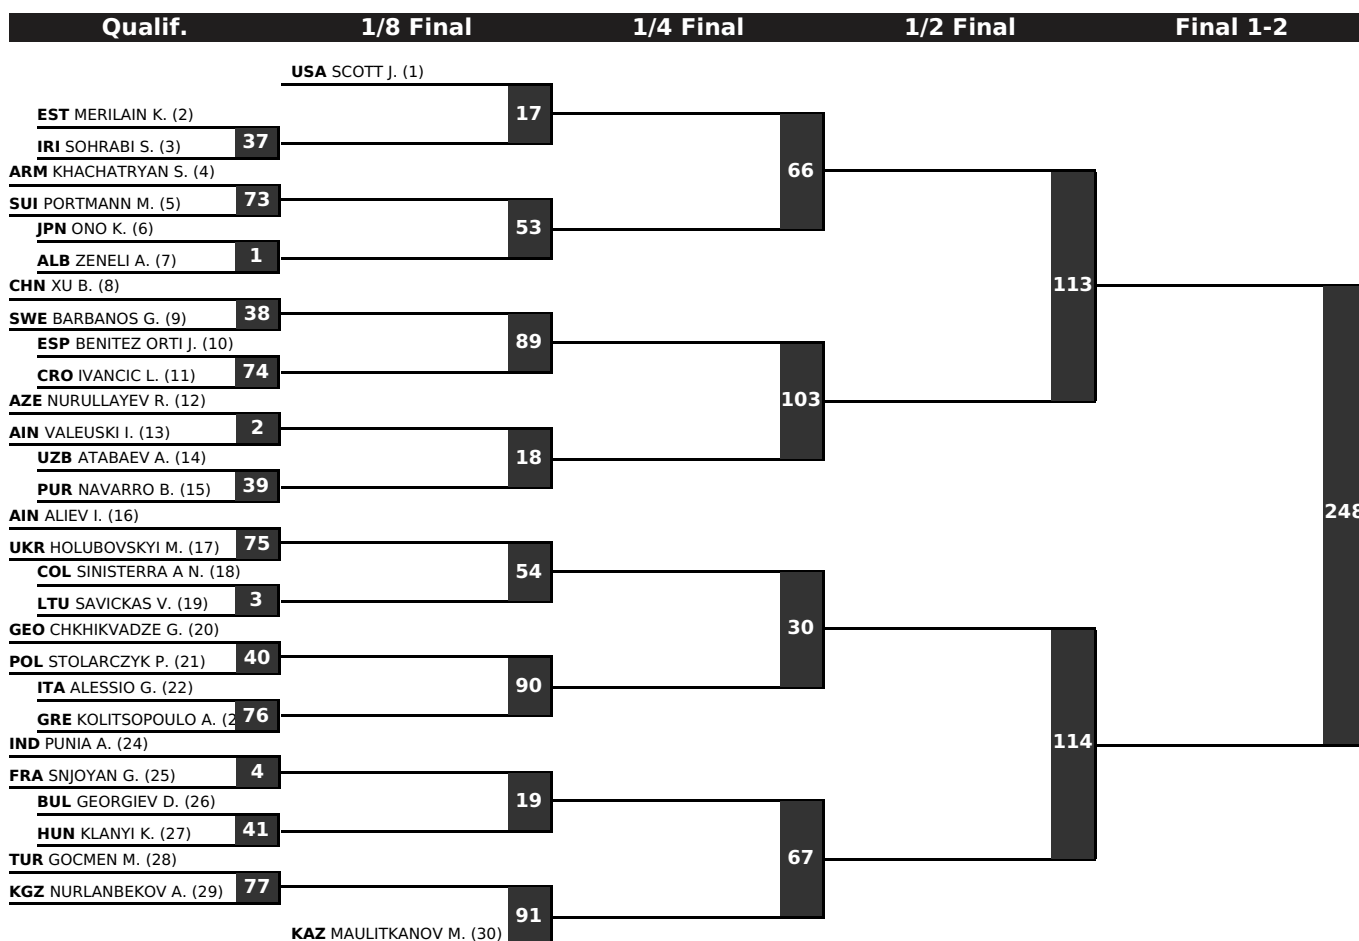 Qualif. 1/8 Final 1/4 Final 1/2 Final Final 1-2
USA SCOTT J. (1)
17
EST MERILAIN K. (2)
37
IRI SOHRABI S. (3)
ARM KHACHATRYAN S. (4)
66
73
SUI PORTMANN M. (5)
53
JPN ONO K. (6)
1
ALB ZENELI A. (7)
CHN XU B. (8)
113
38
SWE BARBANOS G. (9)
89
ESP BENITEZ ORTI J. (10)
74
CRO IVANCIC L. (11)
AZE NURULLAYEV R. (12)
103
2
AIN VALEUSKI I. (13)
18
UZB ATABAEV A. (14)
39
PUR NAVARRO B. (15)
AIN ALIEV I. (16)
248
75
UKR HOLUBOVSKYI M. (17)
54
COL SINISTERRA A N. (18)
3
LTU SAVICKAS V. (19)
GEO CHKHIKVADZE G. (20)
30
40
POL STOLARCZYK P. (21)
90
ITA ALESSIO G. (22)
76
GRE KOLITSOPOULO A. (2
IND PUNIA A. (24)
114
4
FRA SNJOYAN G. (25)
19
BUL GEORGIEV D. (26)
41
HUN KLANYI K. (27)
TUR GOCMEN M. (28)
67
77
KGZ NURLANBEKOV A. (29)
91
KAZ MAULITKANOV M. (30)